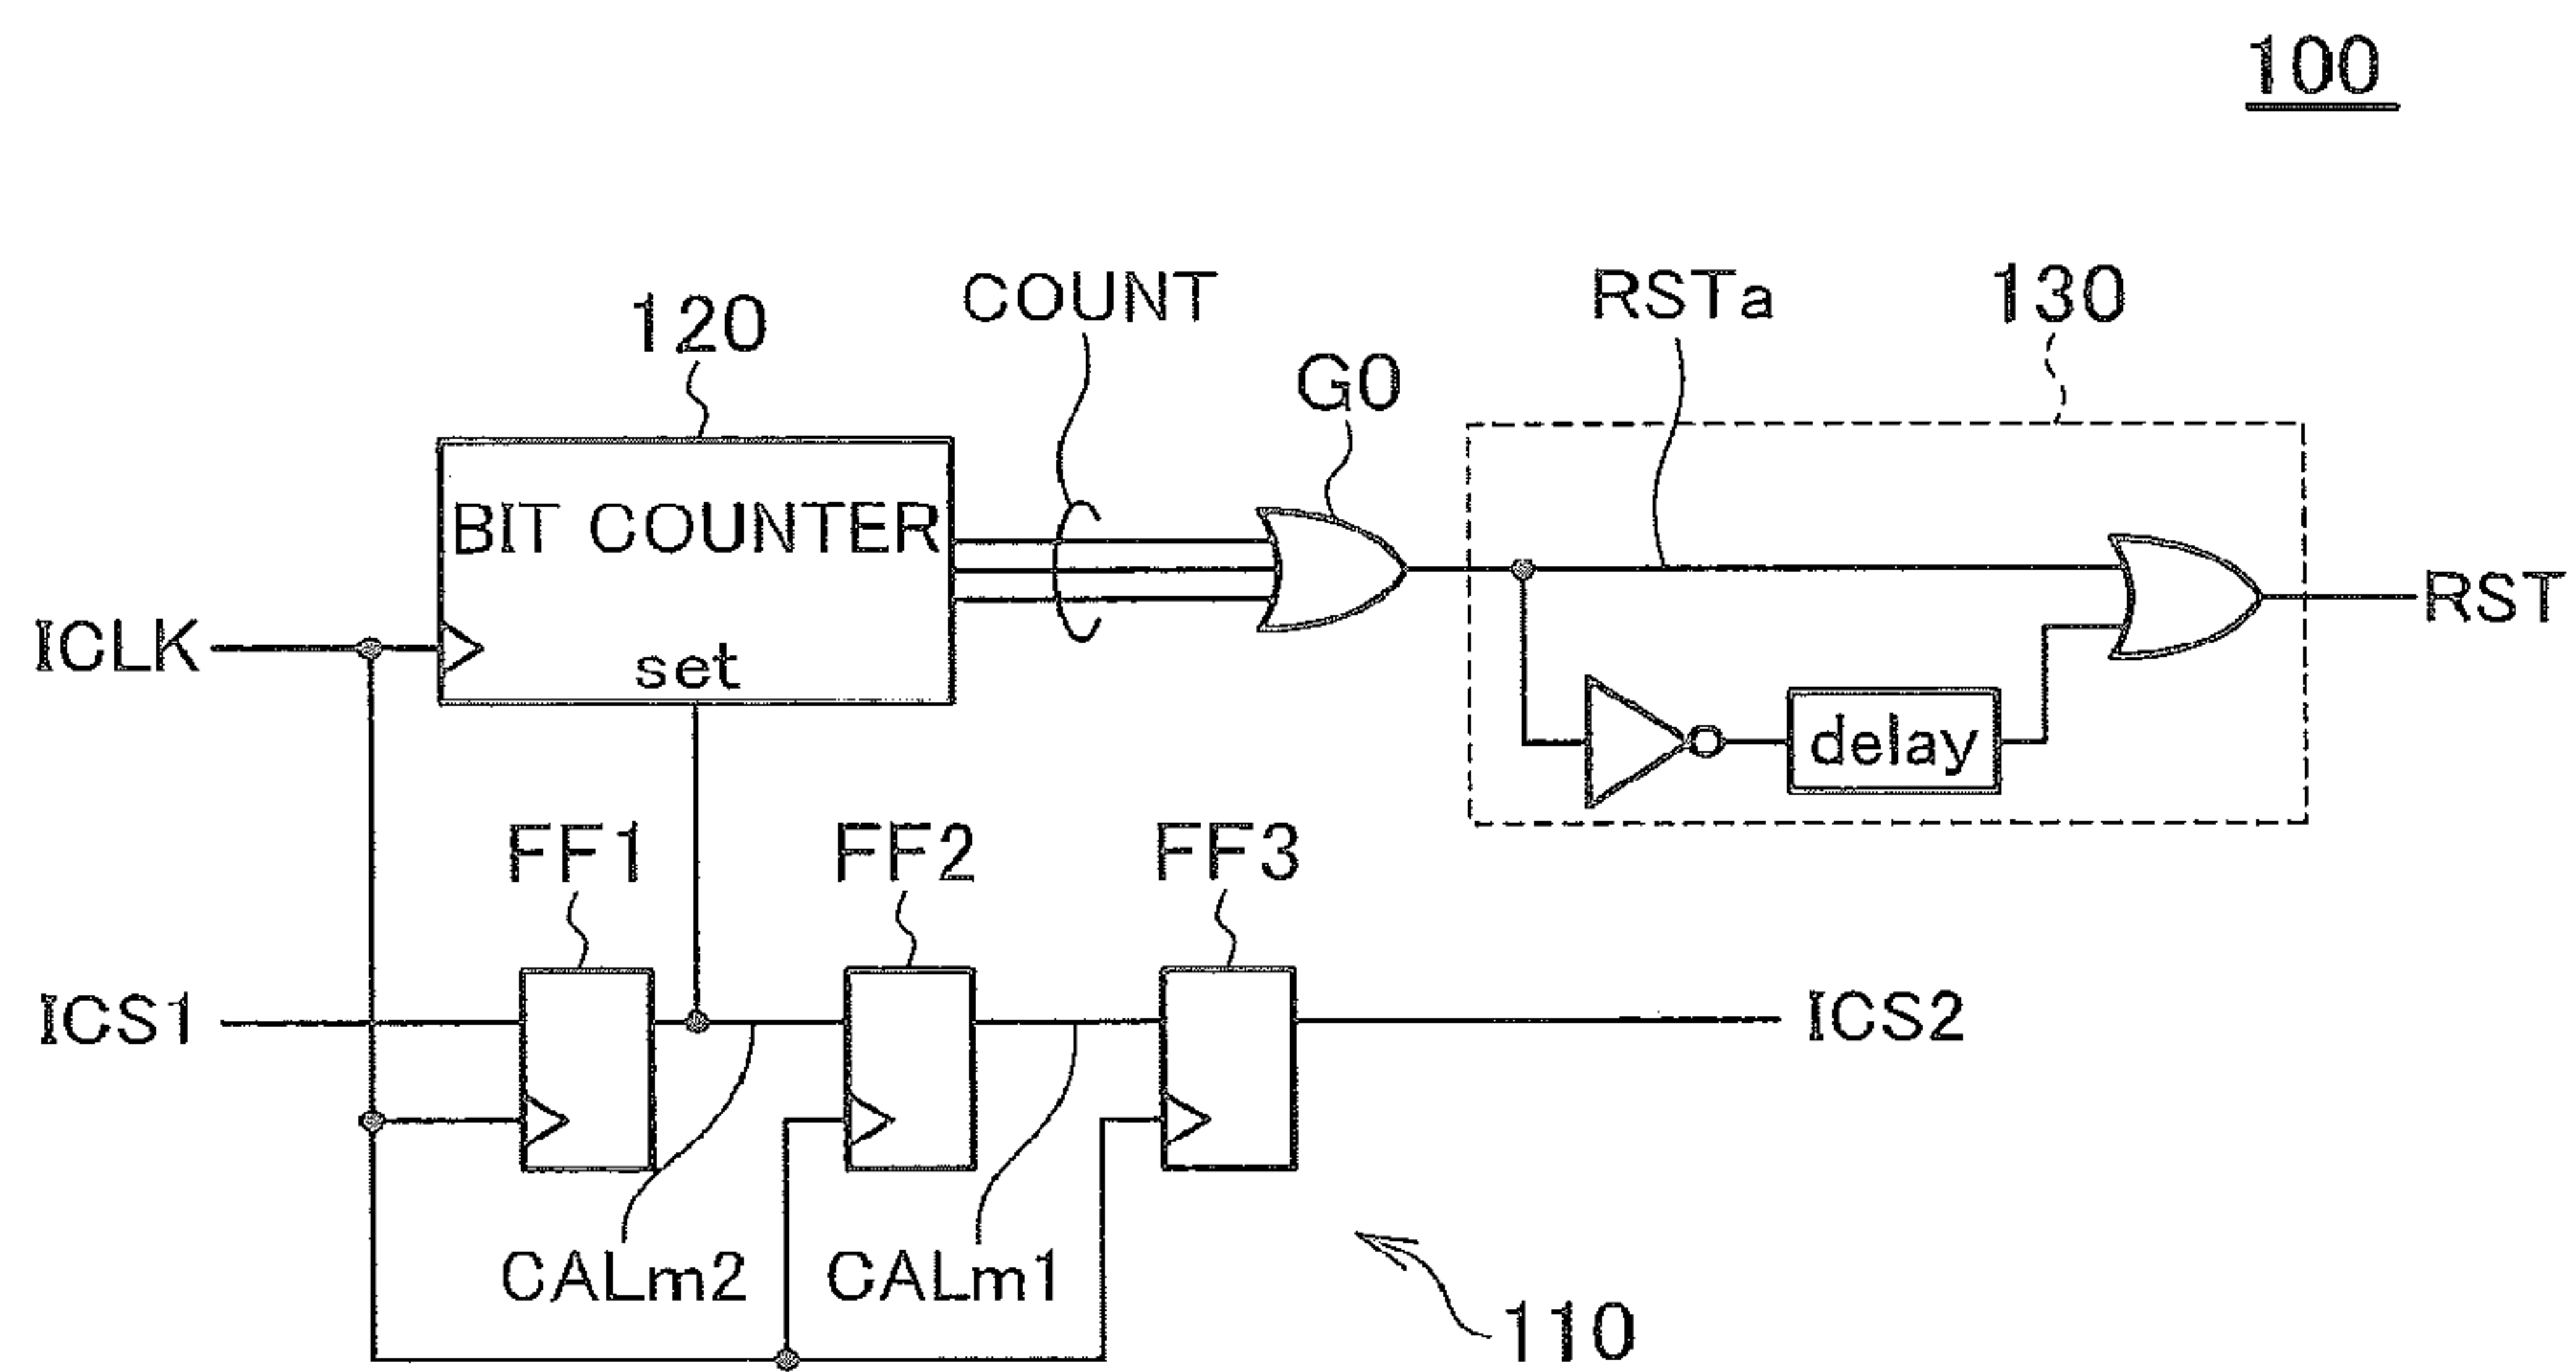 100
COUNT
RSTa
130
120
G0
BIT COUNTER
set
ICLK
RST
delay
FF1
FF2
FF3
ICS1
ICS2
CALm2
CALm1
110